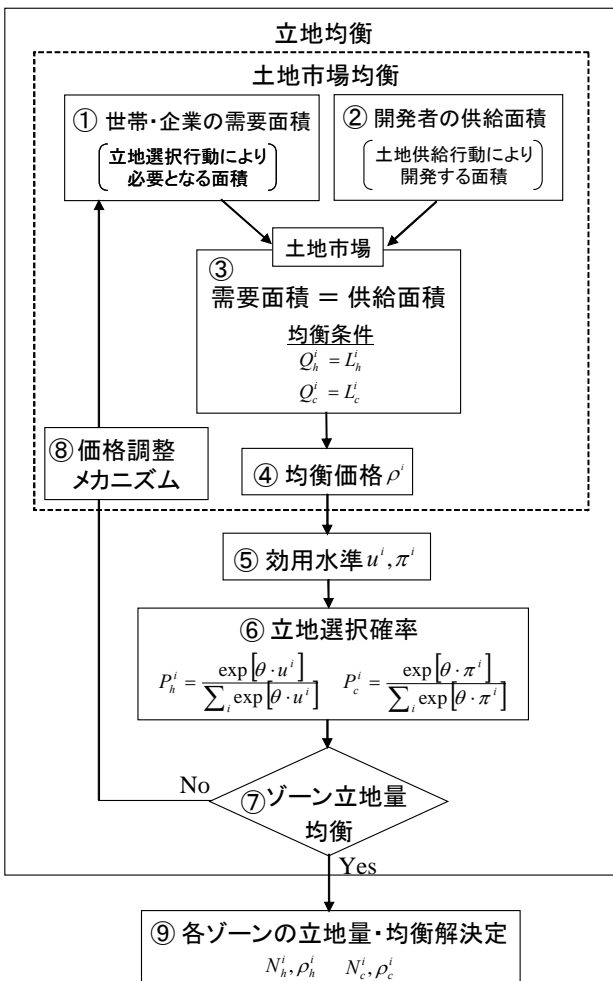 立地均衡
土地市場均衡
① 世帯・企業の需要面積
立地選択行動により
必要となる面積
② 開発者の供給面積
土地供給行動により
開発する面積
土地市場
③
需要面積 = 供給面積
均衡条件
Q_h^i = L_h^i
Q_c^i = L_c^i
⑧ 価格調整
メカニズム
④ 均衡価格 ρ^i
⑤ 効用水準 u^i, π^i
⑥ 立地選択確率
P_h^i = exp[θ·u^i] / ∑_i exp[θ·u^i] P_c^i = exp[θ·π^i] / ∑_i exp[θ·π^i]
No
⑦ ゾーン立地量
均衡
Yes
⑨ 各ゾーンの立地量・均衡解決定
N_h^i, ρ_h^i N_c^i, ρ_c^i